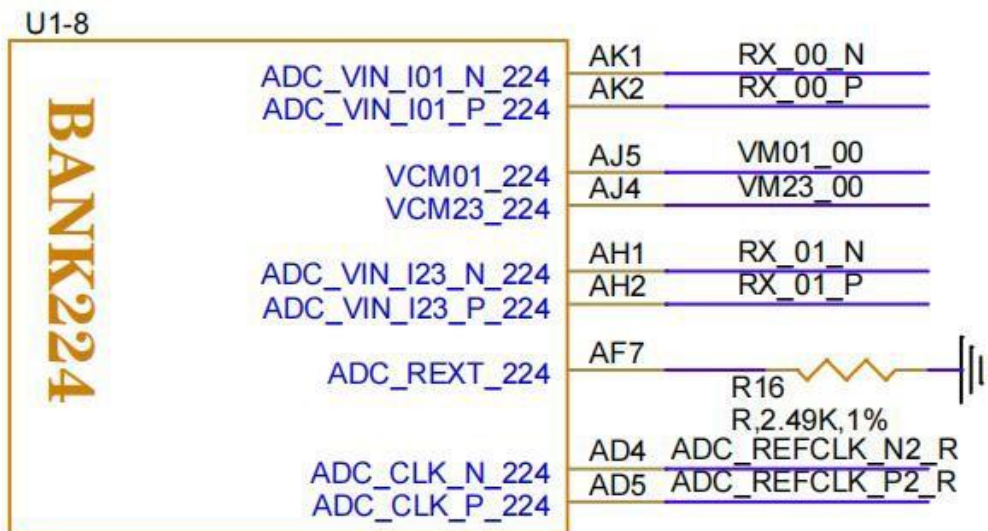 U1-8
BANK224
ADC_VIN_I01_N_224 AK1 RX_00_N
ADC_VIN_I01_P_224 AK2 RX_00_P
VCM01_224 AJ5 VM01_00
VCM23_224 AJ4 VM23_00
ADC_VIN_I23_N_224 AH1 RX_01_N
ADC_VIN_I23_P_224 AH2 RX_01_P
ADC_REXT_224 AF7
R16
R,2.49K,1%
ADC_CLK_N_224 AD4 ADC_REFCLK_N2_R
ADC_CLK_P_224 AD5 ADC_REFCLK_P2_R